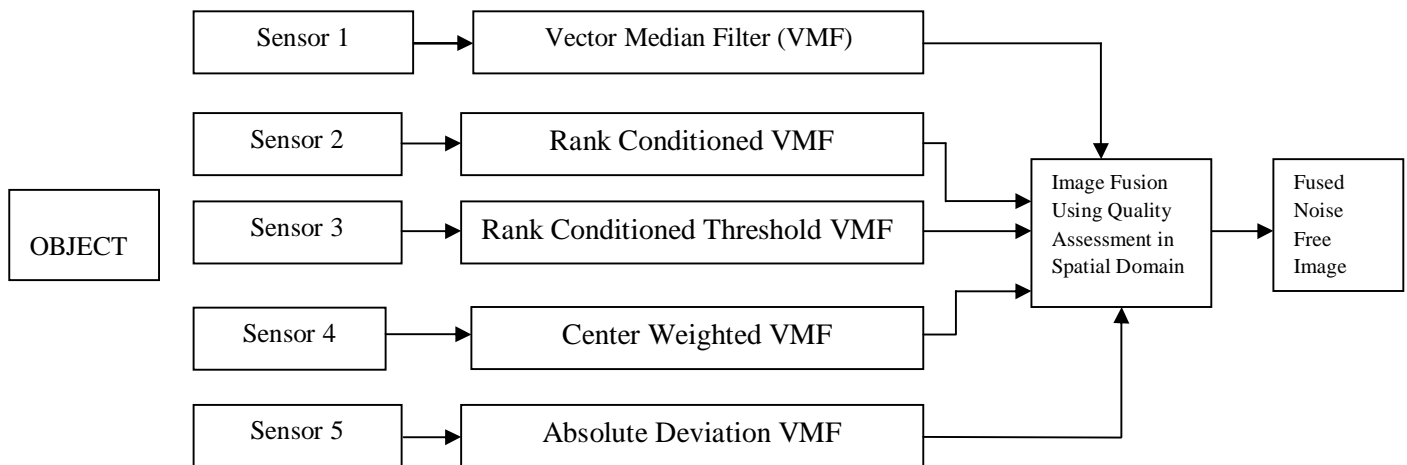 Sensor 1
Vector Median Filter (VMF)
Sensor 2
Rank Conditioned VMF
OBJECT
Sensor 3
Rank Conditioned Threshold VMF
Image Fusion
Using Quality
Assessment in
Spatial Domain
Fused
Noise
Free
Image
Sensor 4
Center Weighted VMF
Sensor 5
Absolute Deviation VMF